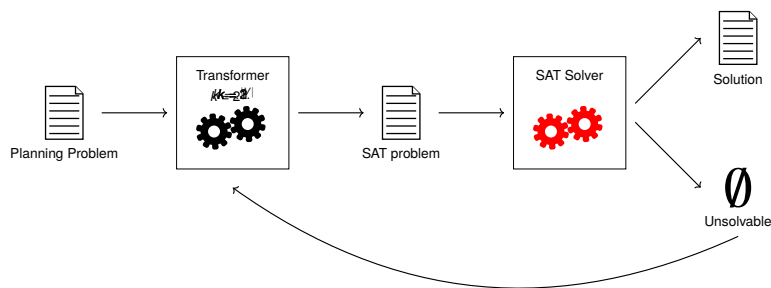 Planning Problem
Transformer
SAT problem
SAT Solver
Solution
∅
Unsolvable